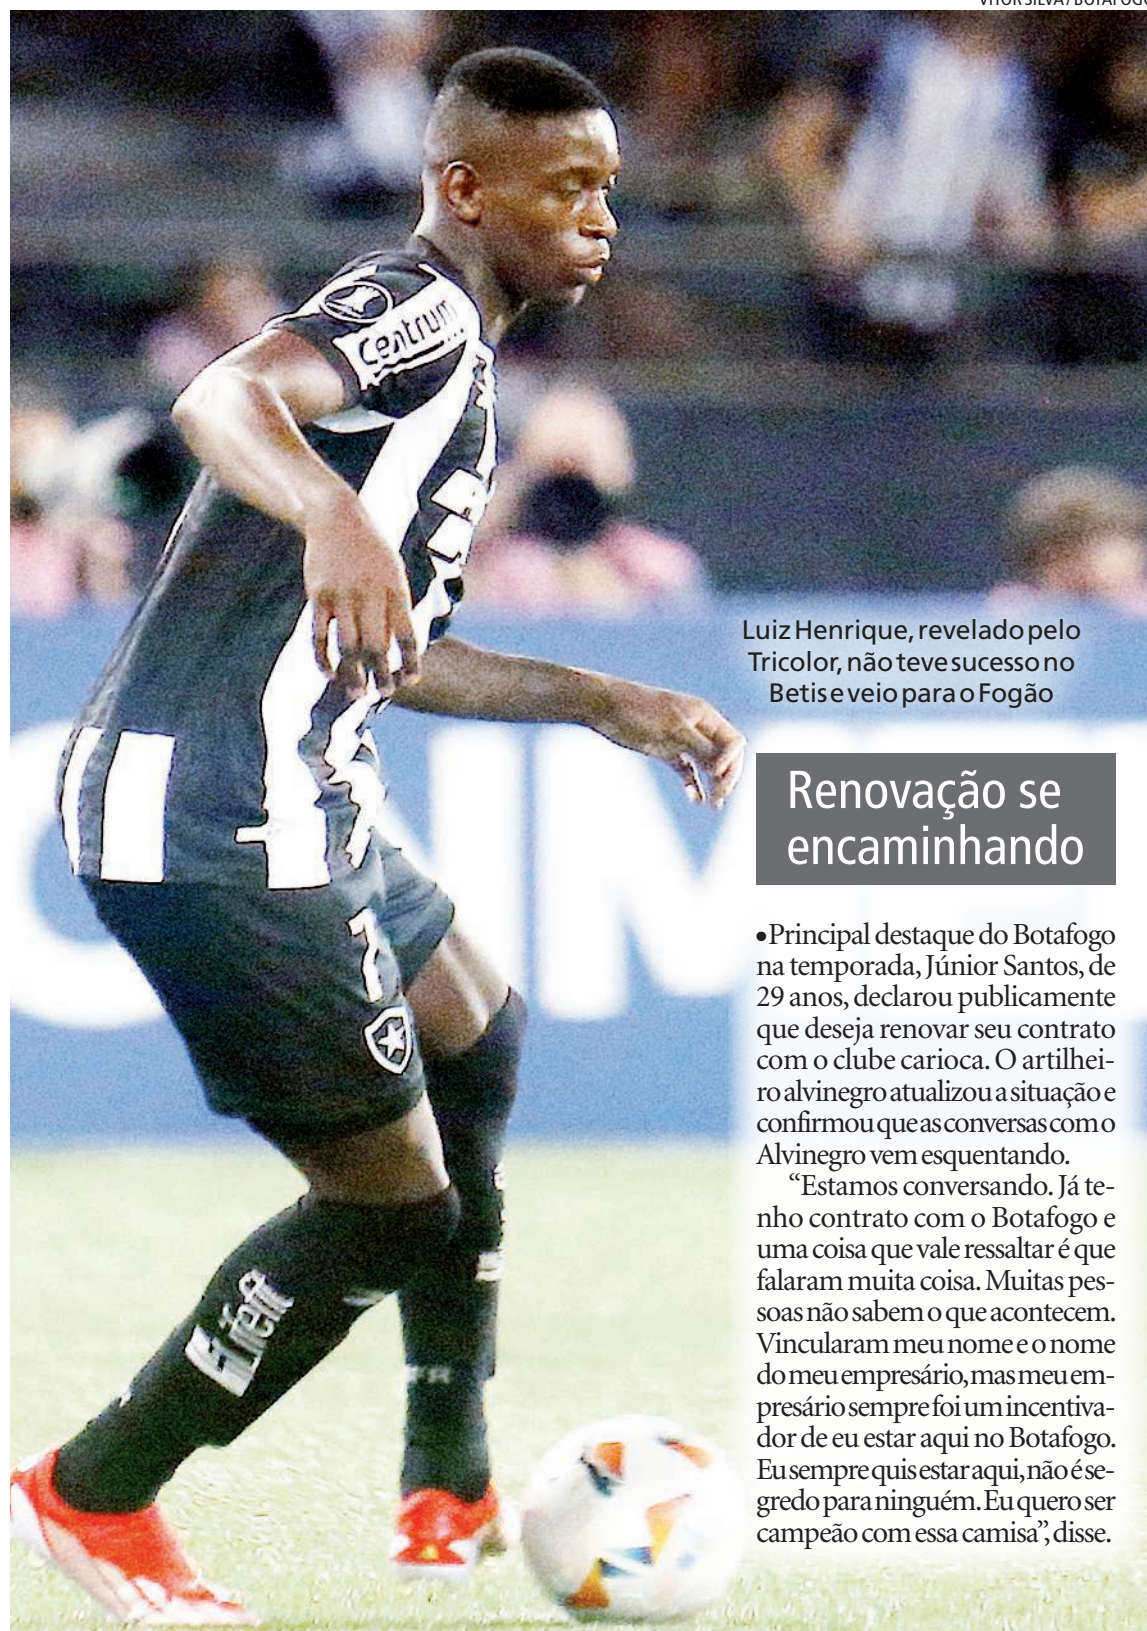 VITOR SILVA / BOTAFOGO
Centrum
7
H
fenft
FR
Luiz Henrique, revelado pelo
Tricolor, não teve sucesso no
Betis e veio para o Fogão
Renovação se
encaminhando
•Principal destaque do Botafogo
na temporada, Júnior Santos, de
29 anos, declarou publicamente
que deseja renovar seu contrato
com o clube carioca. O artilhei-
ro alvinegro atualizou a situação e
confirmou que as conversas com o
Alvinegro vem esquentando.
“Estamos conversando. Já te-
nho contrato com o Botafogo e
uma coisa que vale ressaltar é que
falaram muita coisa. Muitas pes-
soas não sabem o que acontecem.
Vincularam meu nome e o nome
do meu empresário, mas meu em-
presário sempre foi um incentiva-
dor de eu estar aqui no Botafogo.
Eu sempre quis estar aqui, não é se-
gredo para ninguém. Eu quero ser
campeão com essa camisa”, disse.